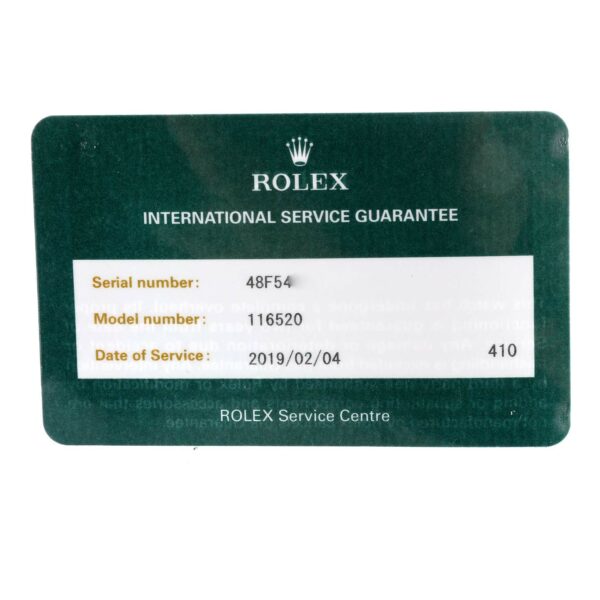 ROLEX
INTERNATIONAL SERVICE GUARANTEE
Serial number: 48F54
Model number: 116520
Date of Service: 2019/02/04 410
ROLEX Service Centre